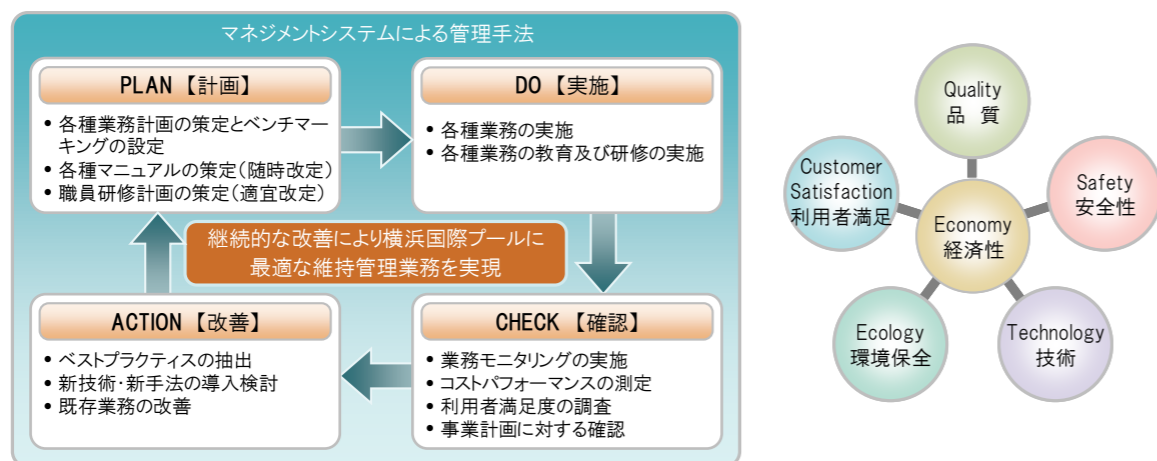 マネジメントシステムによる管理手法
PLAN 【計画】
• 各種業務計画の策定とベンチマー
キングの設定
• 各種マニュアルの策定(随時改定)
• 職員研修計画の策定(適宜改定)
DO 【実施】
• 各種業務の実施
• 各種業務の教育及び研修の実施
継続的な改善により横浜国際プールに
最適な維持管理業務を実現
ACTION 【改善】
• ベストプラクティスの抽出
• 新技術・新手法の導入検討
• 既存業務の改善
CHECK 【確認】
• 業務モニタリングの実施
• コストパフォーマンスの測定
• 利用者満足度の調査
• 事業計画に対する確認
Quality
品 質
Customer
Satisfaction
利用者満足
Safety
安全性
Economy
経済性
Ecology
環境保全
Technology
技術